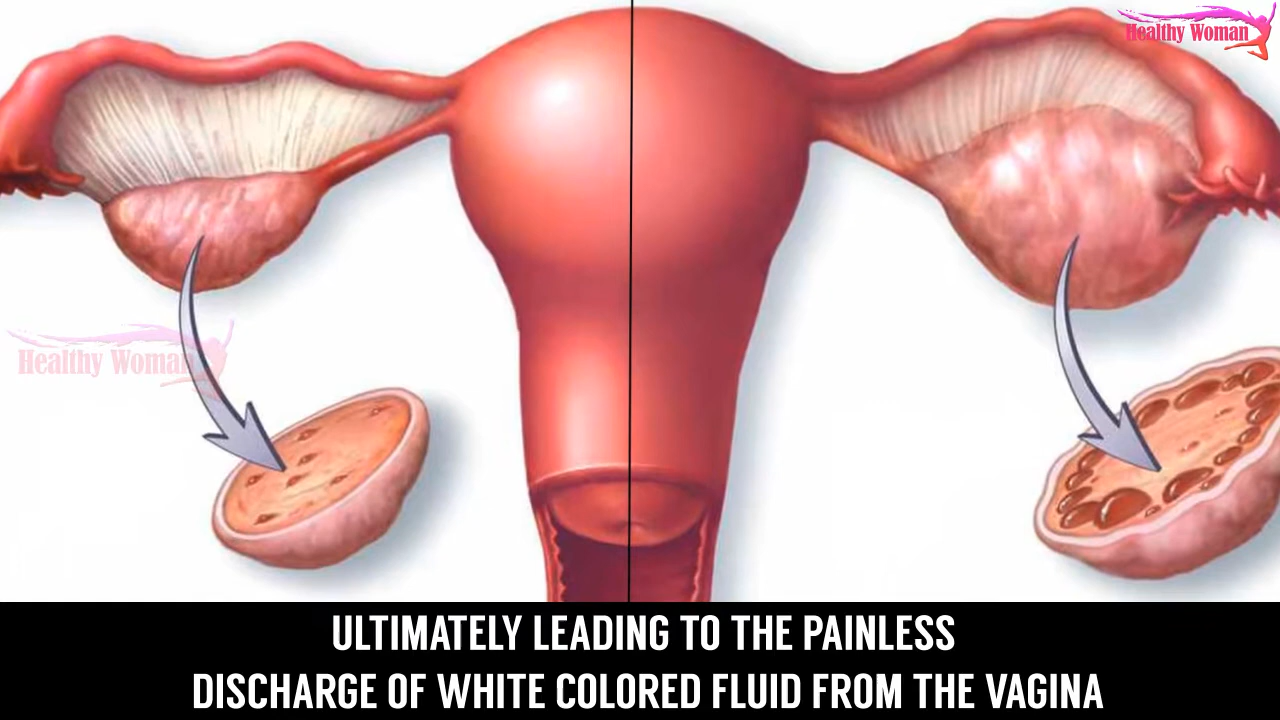 Healthy Woman
Healthy Woman
ULTIMATELY LEADING TO THE PAINLESS
DISCHARGE OF WHITE COLORED FLUID FROM THE VAGINA